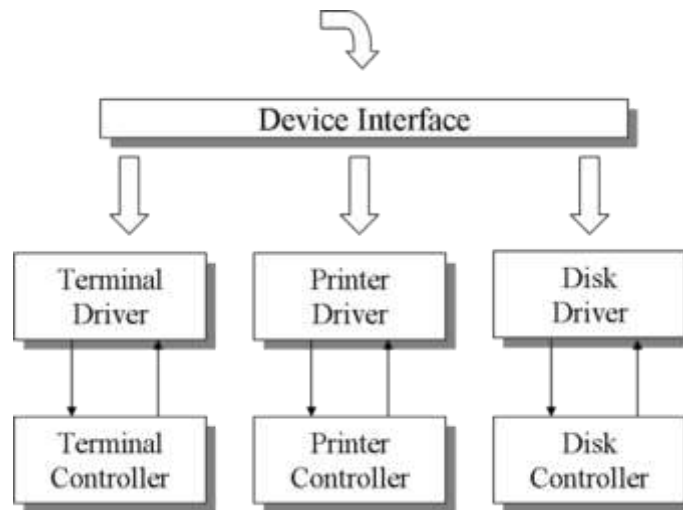 Device Interface
Terminal
Driver
Printer
Driver
Disk
Driver
Terminal
Controller
Printer
Controller
Disk
Controller